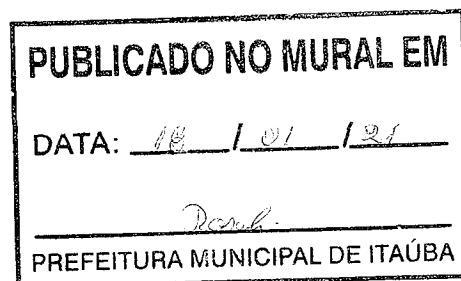 PUBLICADO NO MURAL EM
DATA: 18 / 01 / 21
PREFEITURA MUNICIPAL DE ITAÚBA